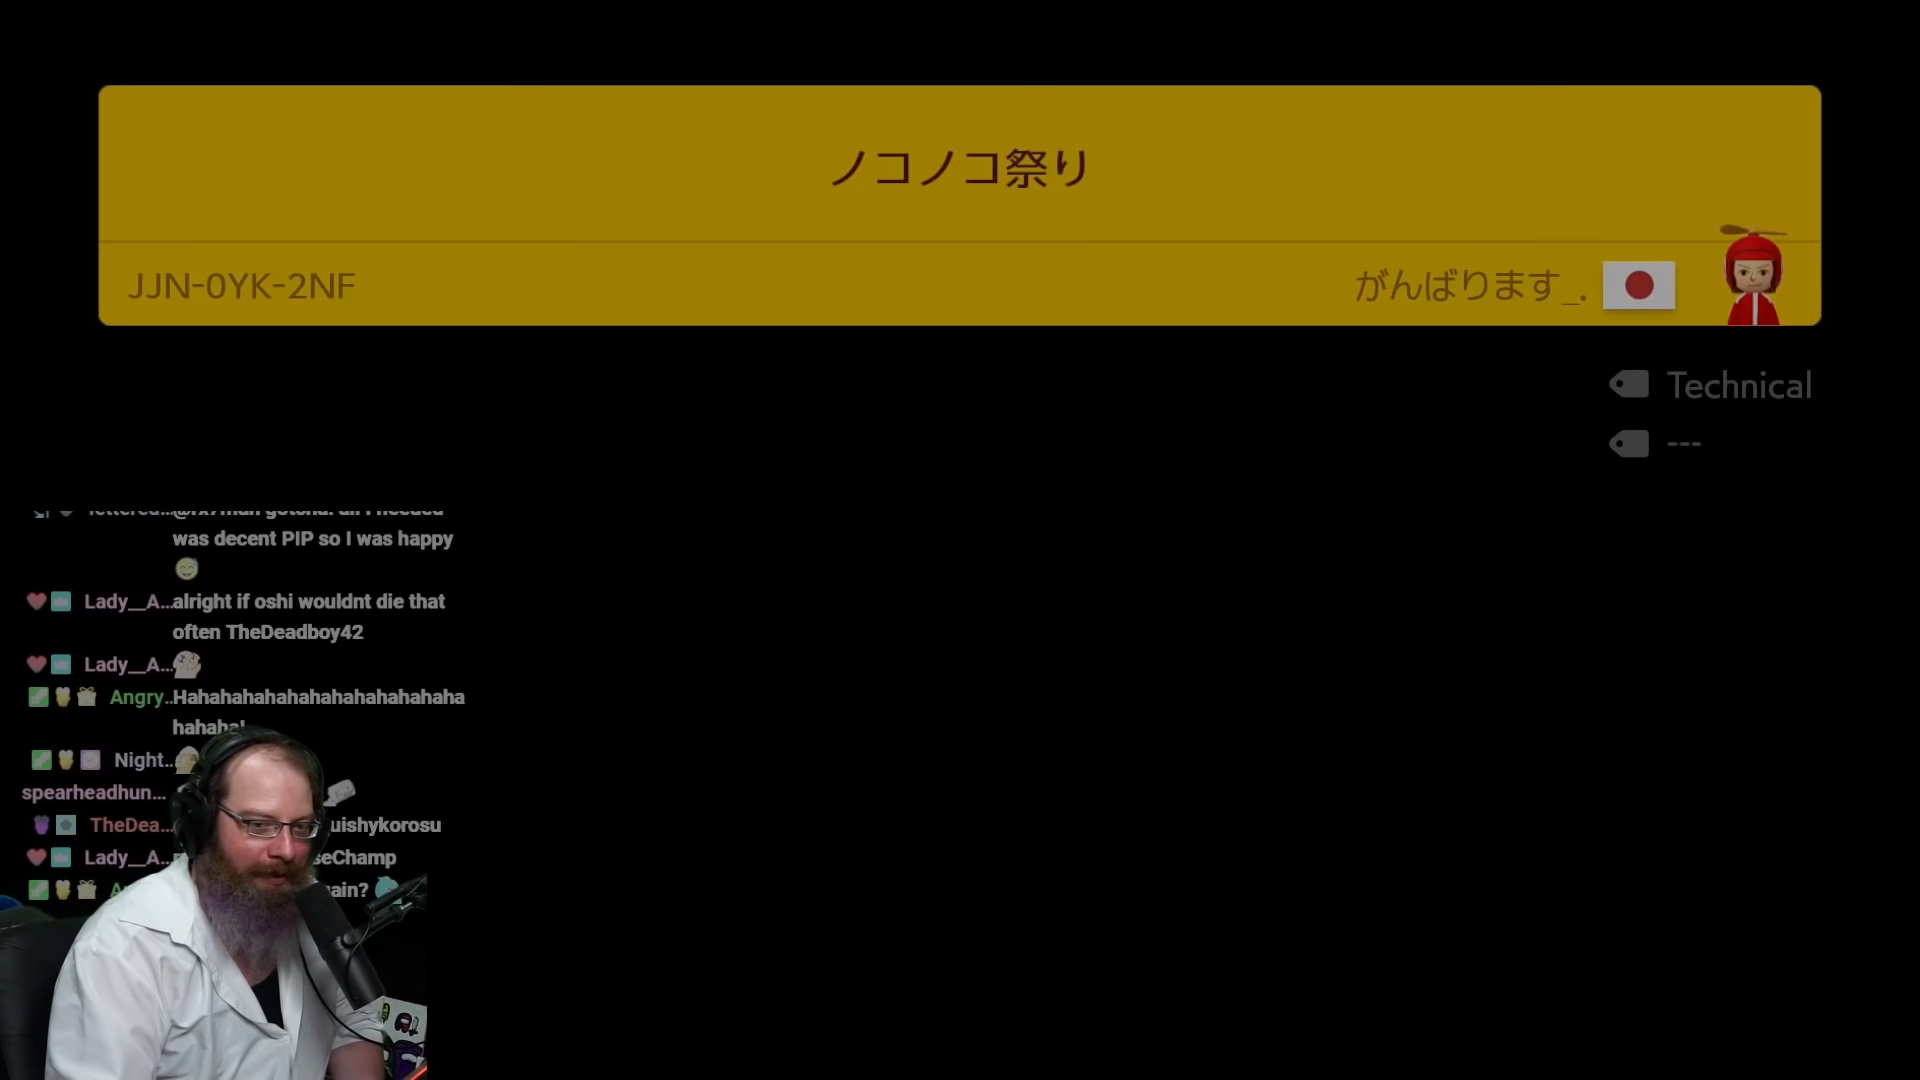 ノコノコ祭り
JJN-0YK-2NF
がんばります_.
Technical
---
was decent PIP so I was happy
Lady__A... alright if oshi wouldnt die that
often TheDeadboy42
Lady__A...
Angry... Hahahahahahahahahahahahaha
hahaha!
Night...
spearheadhun...
TheDea... uishykorosu
Lady__A... seChamp
ain?